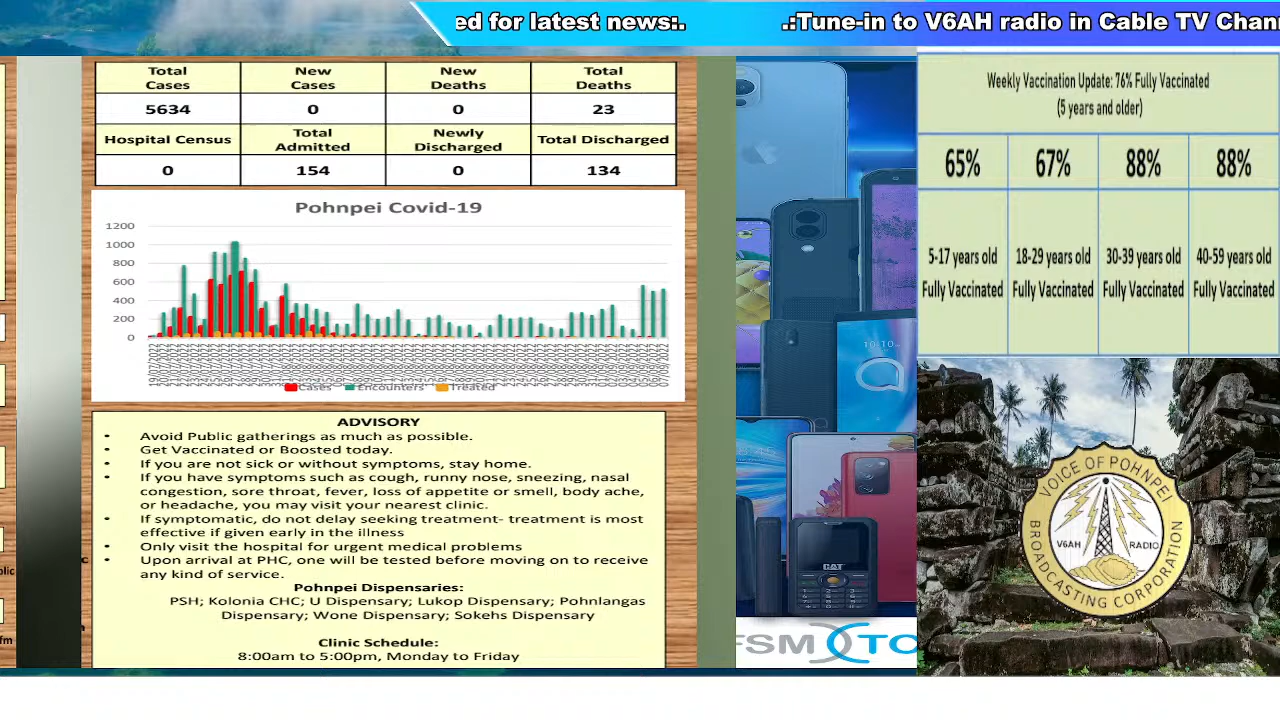 ed for latest news:.
.:Tune-in to V6AH radio in Cable TV Chan
Total Cases
New Cases
New Deaths
Total Deaths
5634
0
0
23
Hospital Census
Total Admitted
Newly Discharged
Total Discharged
0
154
0
134
Pohnpei Covid-19
1200
1000
800
600
400
200
0
Cases
Encounters
Treated
ADVISORY
• Avoid Public gatherings as much as possible.
• Get Vaccinated or Boosted today.
• If you are not sick or without symptoms, stay home.
• If you have symptoms such as cough, runny nose, sneezing, nasal
congestion, sore throat, fever, loss of appetite or smell, body ache,
or headache, you may visit your nearest clinic.
• If symptomatic, do not delay seeking treatment- treatment is most
effective if given early in the illness
• Only visit the hospital for urgent medical problems
• Upon arrival at PHC, one will be tested before moving on to receive
any kind of service.
Pohnpei Dispensaries:
PSH; Kolonia CHC; U Dispensary; Lukop Dispensary; Pohnlangas
Dispensary; Wone Dispensary; Sokehs Dispensary
Clinic Schedule:
8:00am to 5:00pm, Monday to Friday
CAT
FSM TC
Weekly Vaccination Update: 76% Fully Vaccinated
(5 years and older)
65%
67%
88%
88%
5-17 years old
Fully Vaccinated
18-29 years old
Fully Vaccinated
30-39 years old
Fully Vaccinated
40-59 years old
Fully Vaccinated
VOICE OF POHNPEI
V6AH RADIO
BROADCASTING CORPORATION